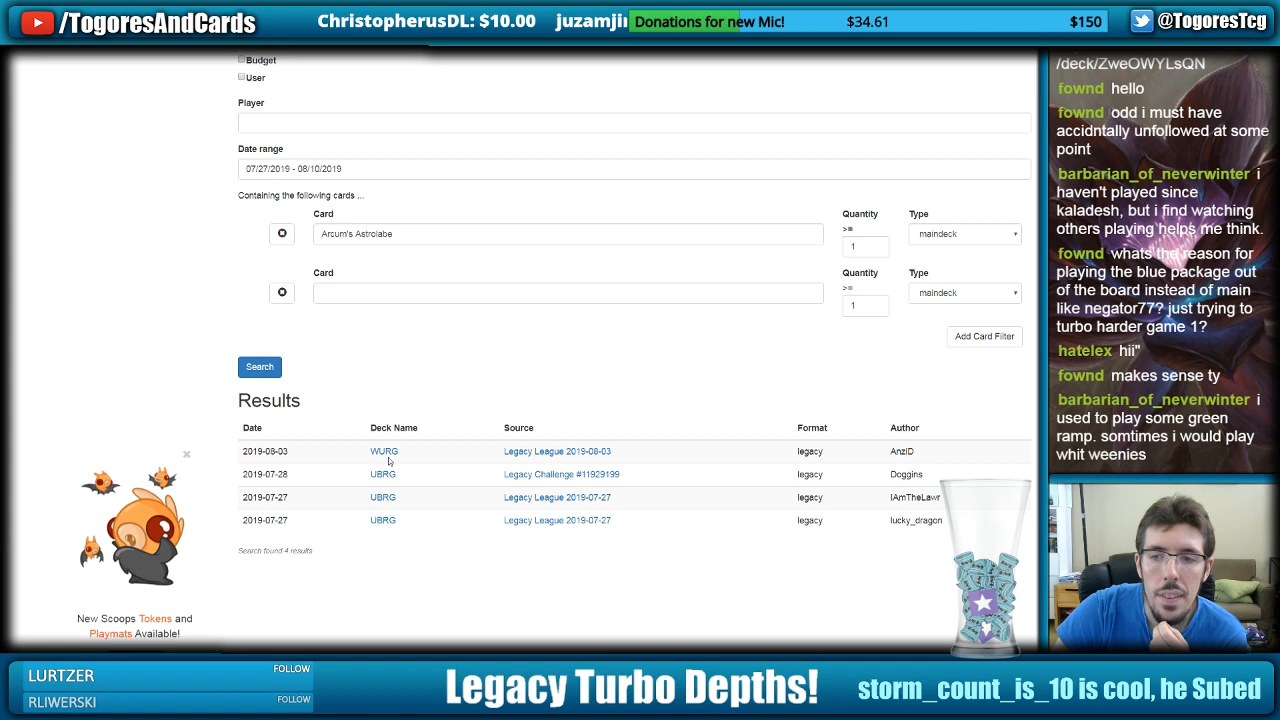 /TogoresAndCards
ChristopherusDL: $10.00 juzamjir
Donations for new Mic! $34.61 $150
@TogoresTcg
Budget
User
Player
Date range
07/27/2019 - 08/10/2019
Containing the following cards ...
Card Quantity Type
>=
Arcum's Astrolabe 1 maindeck
Card Quantity Type
>=
1 maindeck
Add Card Filter
Search
Results
Date Deck Name Source Format Author
2019-08-03 WURG Legacy League 2019-08-03 legacy AnziD
2019-07-28 UBRG Legacy Challenge #11929199 legacy Doggins
2019-07-27 UBRG Legacy League 2019-07-27 legacy IAmTheLawr
2019-07-27 UBRG Legacy League 2019-07-27 legacy lucky_dragon
Search found 4 results
New Scoops Tokens and
Playmats Available!
/deck/ZweOWYLsQN
fownd hello
fownd odd i must have
accidntally unfollowed at some
point
barbarian_of_neverwinter i
haven't played since
kaladesh, but i find watching
others playing helps me think.
fownd whats the reason for
playing the blue package out
of the board instead of main
like negator77? just trying to
turbo harder game 1?
hatelex hii"
fownd makes sense ty
barbarian_of_neverwinter i
used to play some green
ramp. somtimes i would play
whit weenies
LURTZER FOLLOW
RLIWERSKI FOLLOW
Legacy Turbo Depths!
storm_count_is_10 is cool, he Subed